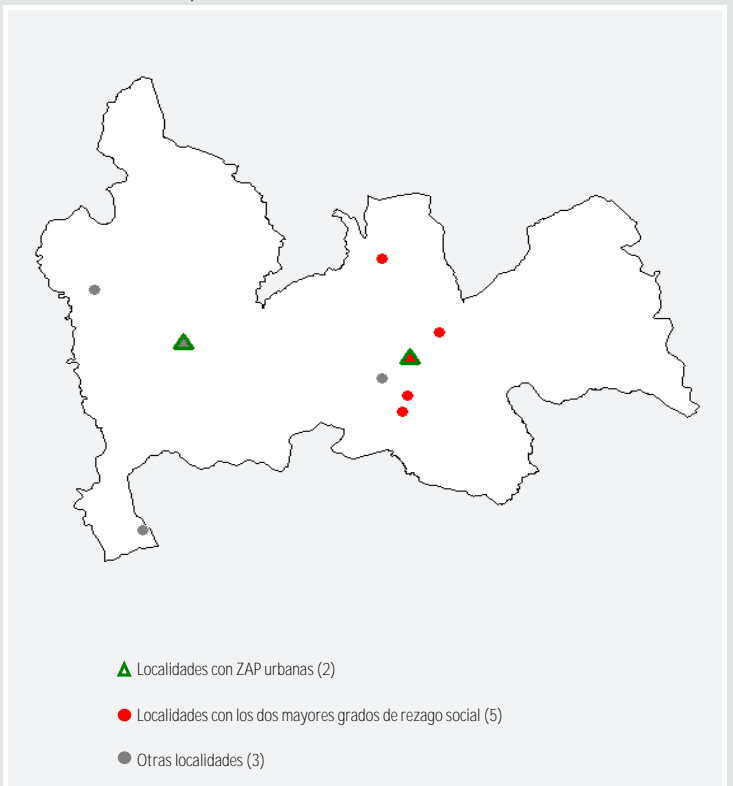 Localidades con ZAP urbanas (2)
Localidades con los dos mayores grados de rezago social (5)
Otras localidades (3)